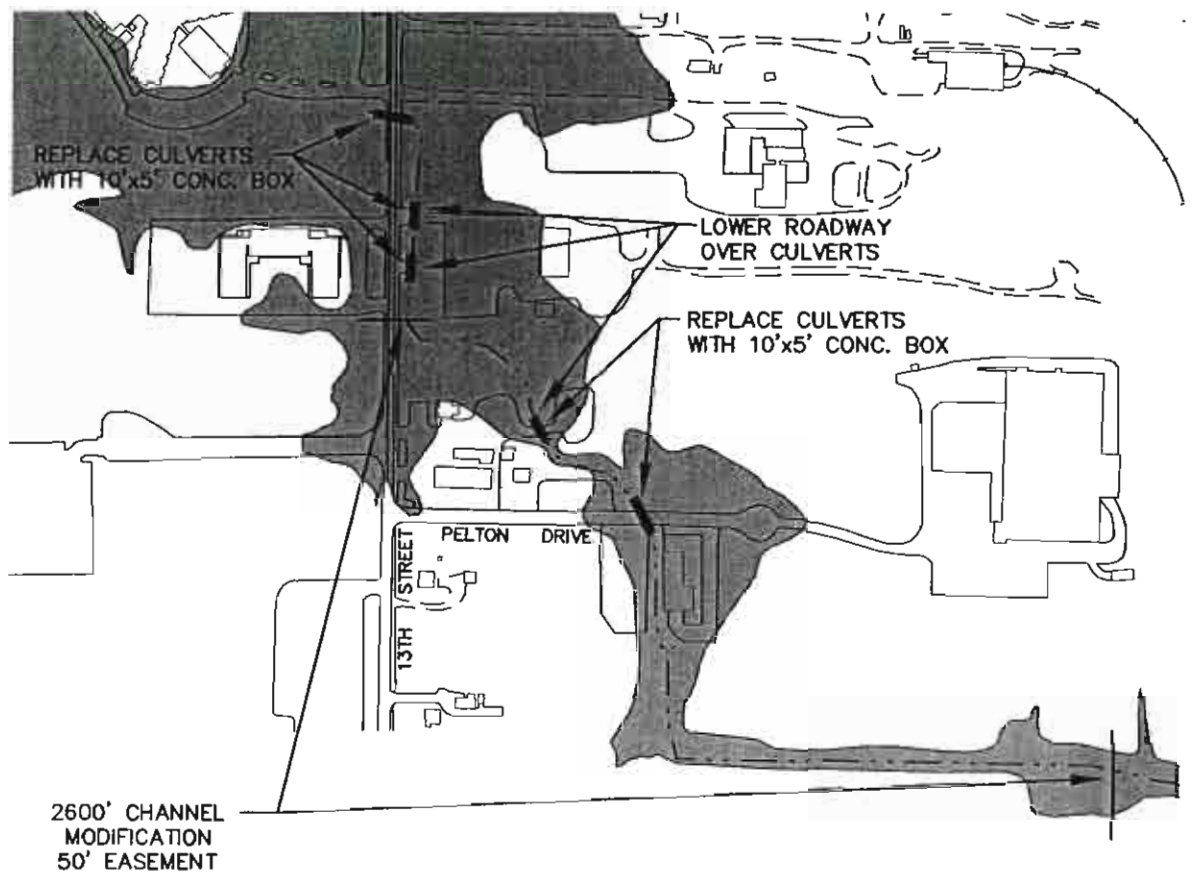 REPLACE CULVERTS
WITH 10'x5' CONC. BOX
LOWER ROADWAY
OVER CULVERTS
REPLACE CULVERTS
WITH 10'x5' CONC. BOX
PELTON DRIVE
13TH STREET
2600' CHANNEL
MODIFICATION
50' EASEMENT